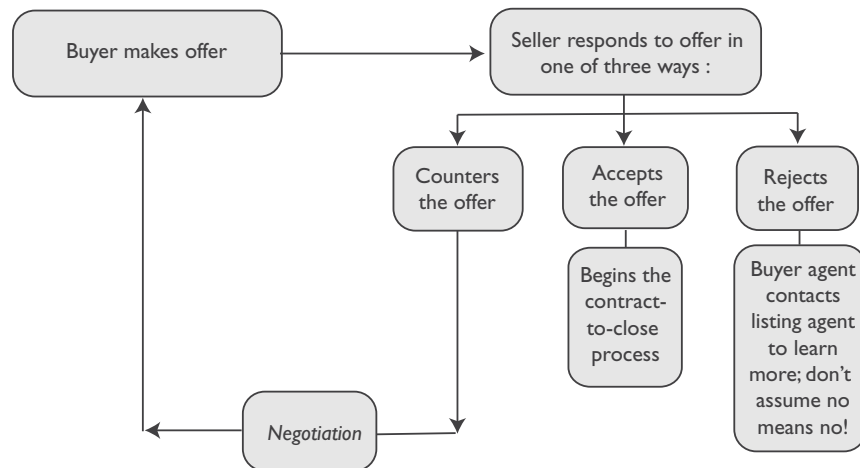 Buyer makes offer
Seller responds to offer in
one of three ways :
Counters
the offer
Accepts
the offer
Rejects
the offer
Begins the
contract-
to-close
process
Buyer agent
contacts
listing agent
to learn
more; don’t
assume no
means no!
Negotiation